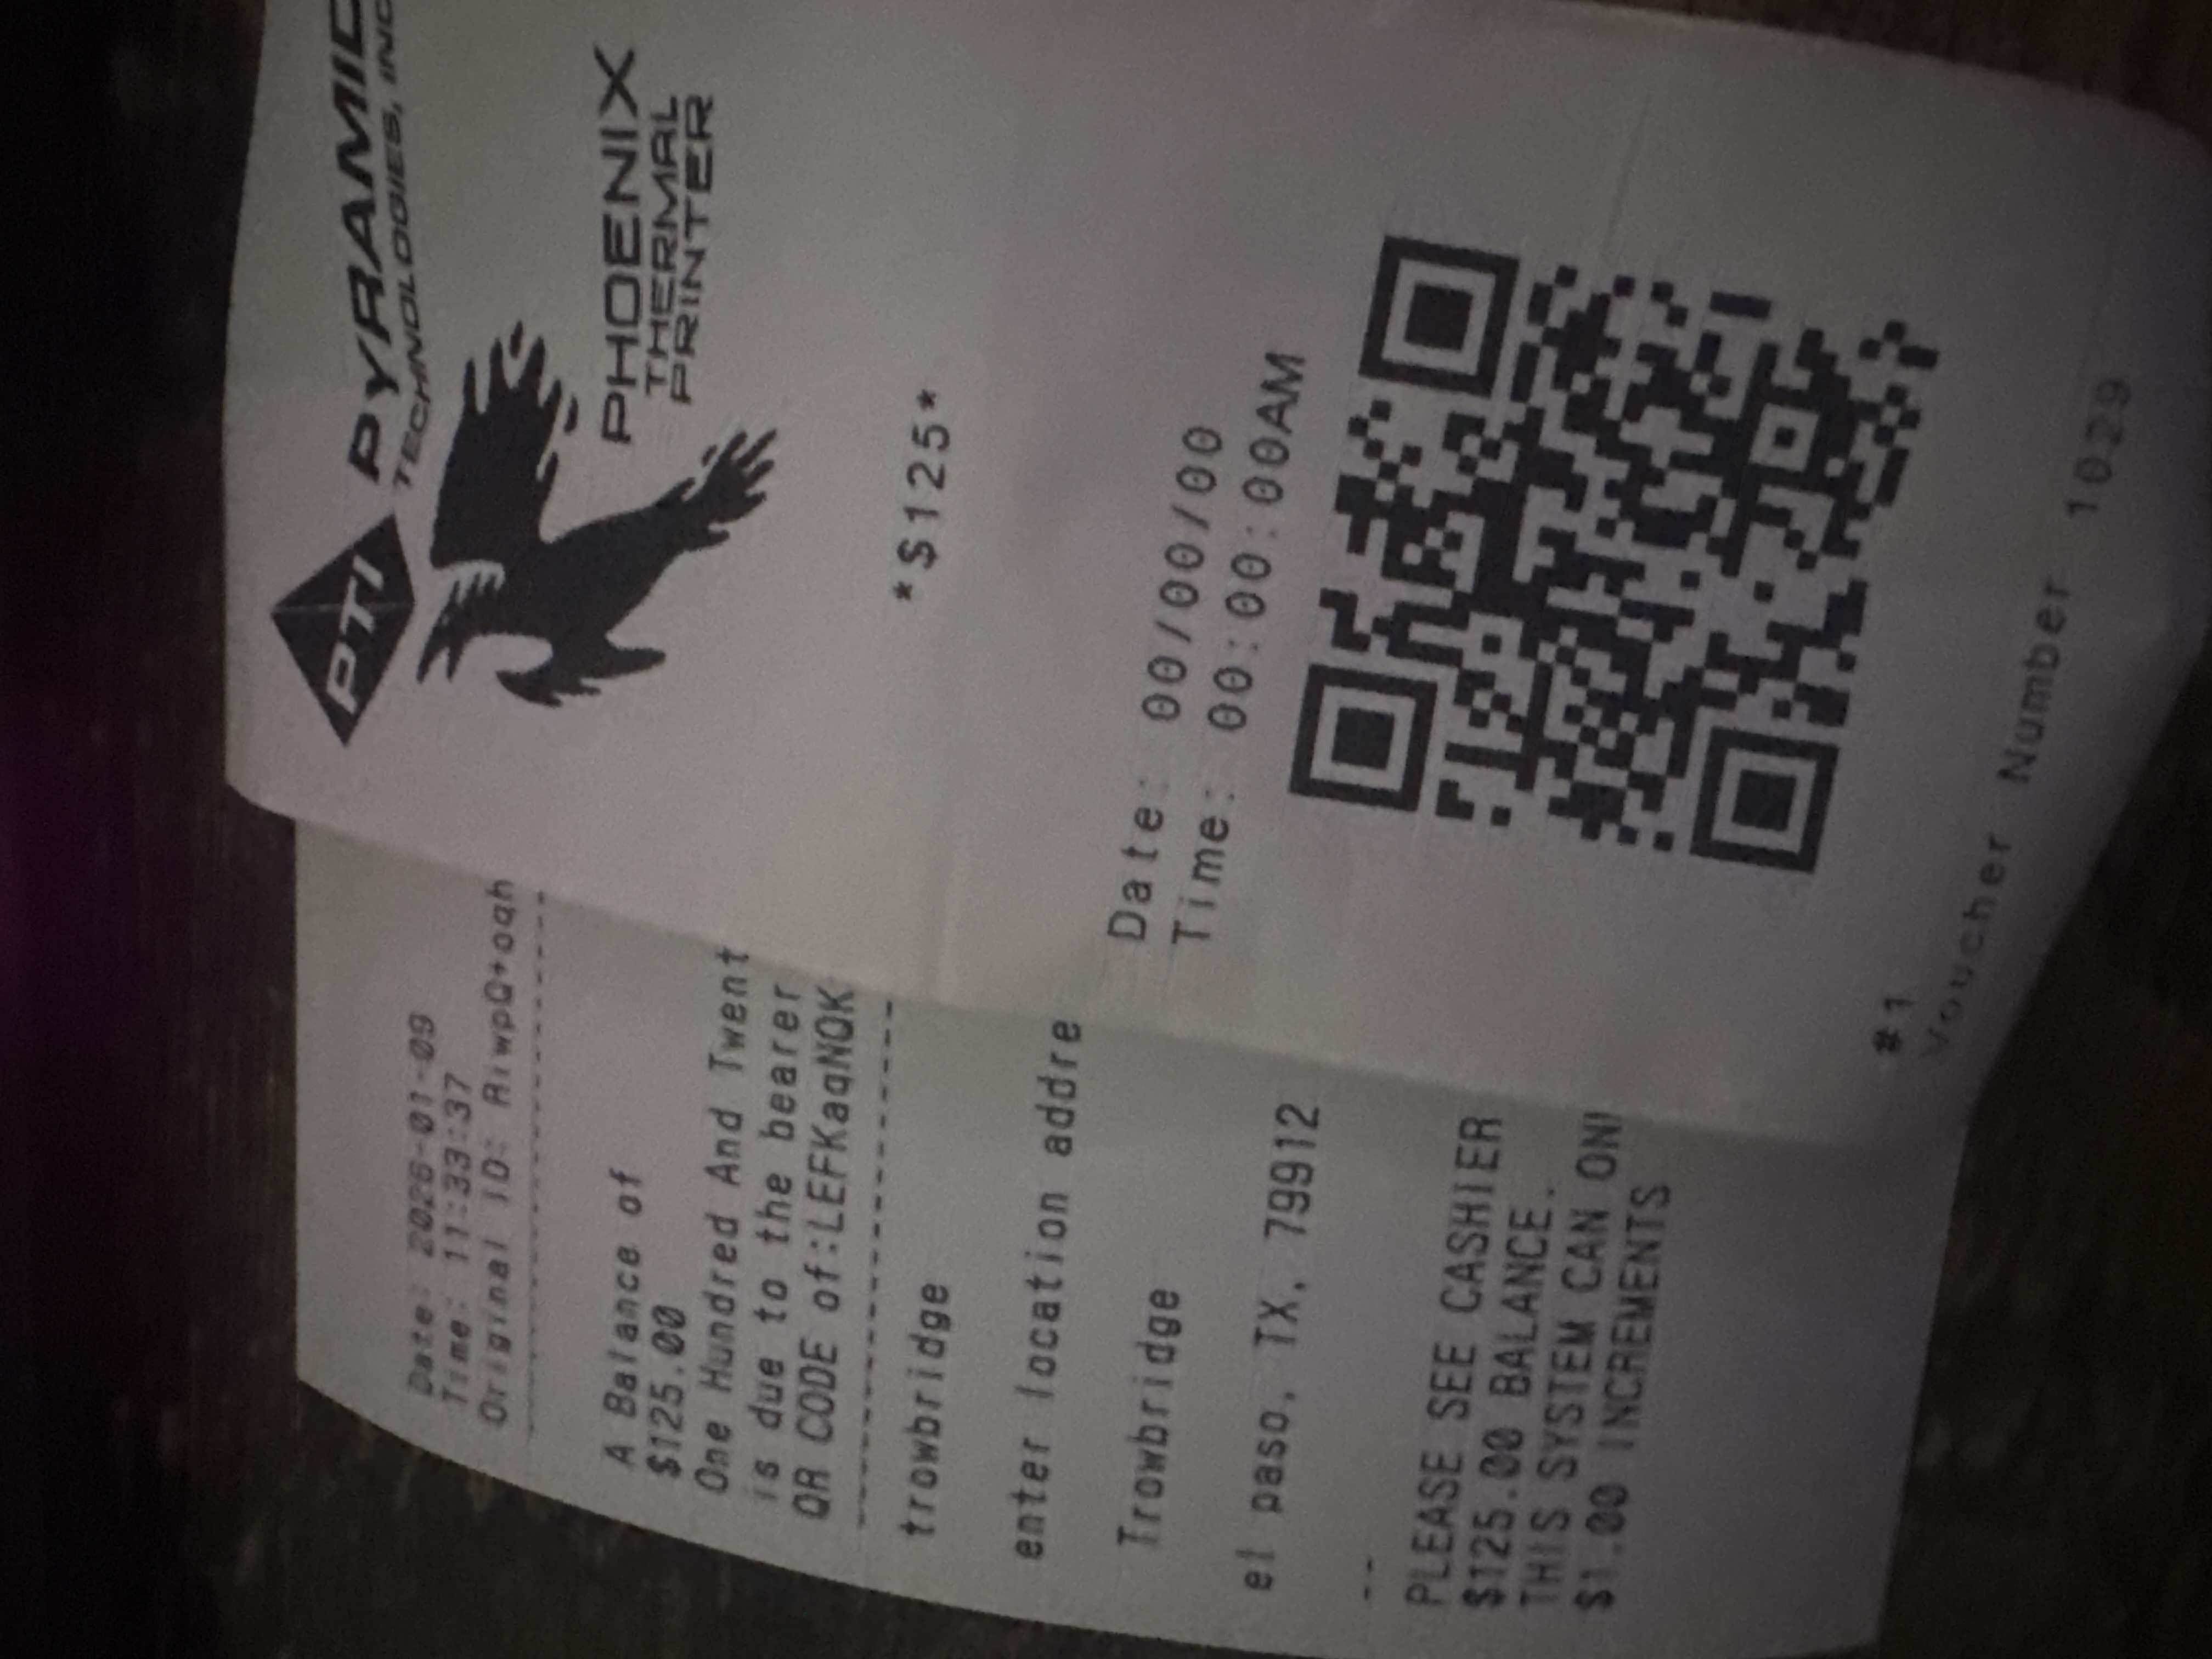 PTI
PYRAMID
TECHNOLOGIES, INC
PHOENIX
THERMAL
PRINTER
*$125*
Date: 00/00/00
Time: 00:00:00AM
#1
Voucher Number 1029
Date: 2026-01-09
Time: 11:33:37
Original ID:
A Balance of
$125.00
One Hundred And Twent
is due to the bearer
QR CODE of:LEFKaqNQK
trowbridge
enter location addre
Trowbridge
el paso, TX, 79912
--
PLEASE SEE CASHIER
$125.00 BALANCE.
THIS SYSTEM CAN ONl
$1.00 INCREMENTS